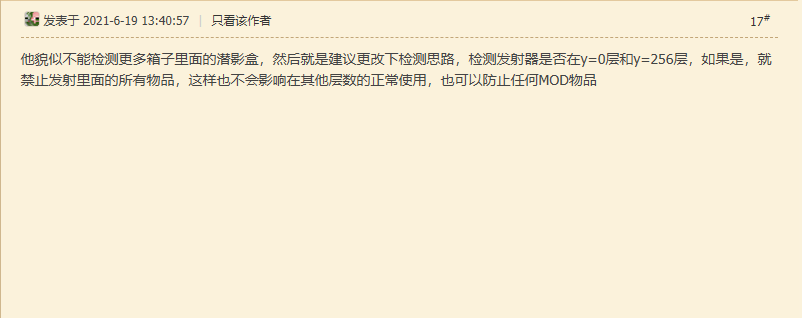 发表于 2021-6-19 13:40:57 | 只看该作者 17#
他貌似不能检测更多箱子里面的潜影盒，然后就是建议更改下检测思路，检测发射器是否在y=0层和y=256层，如果是，就
禁止发射里面的所有物品，这样也不会影响在其他层数的正常使用，也可以防止任何MOD物品